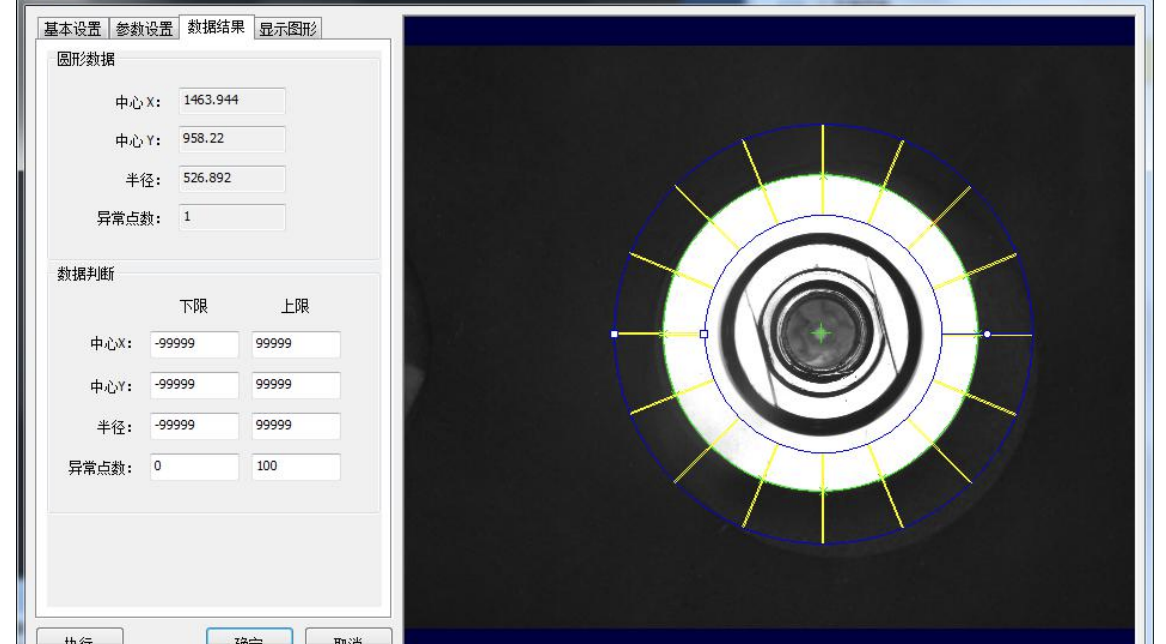 基本设置 参数设置 数据结果 显示图形
圆形数据
中心 X: 1463.944
中心 Y: 958.22
半径: 526.892
异常点数: 1
数据判断
下限 上限
中心X: -99999 99999
中心Y: -99999 99999
半径: -99999 99999
异常点数: 0 100
执行 确定 取消